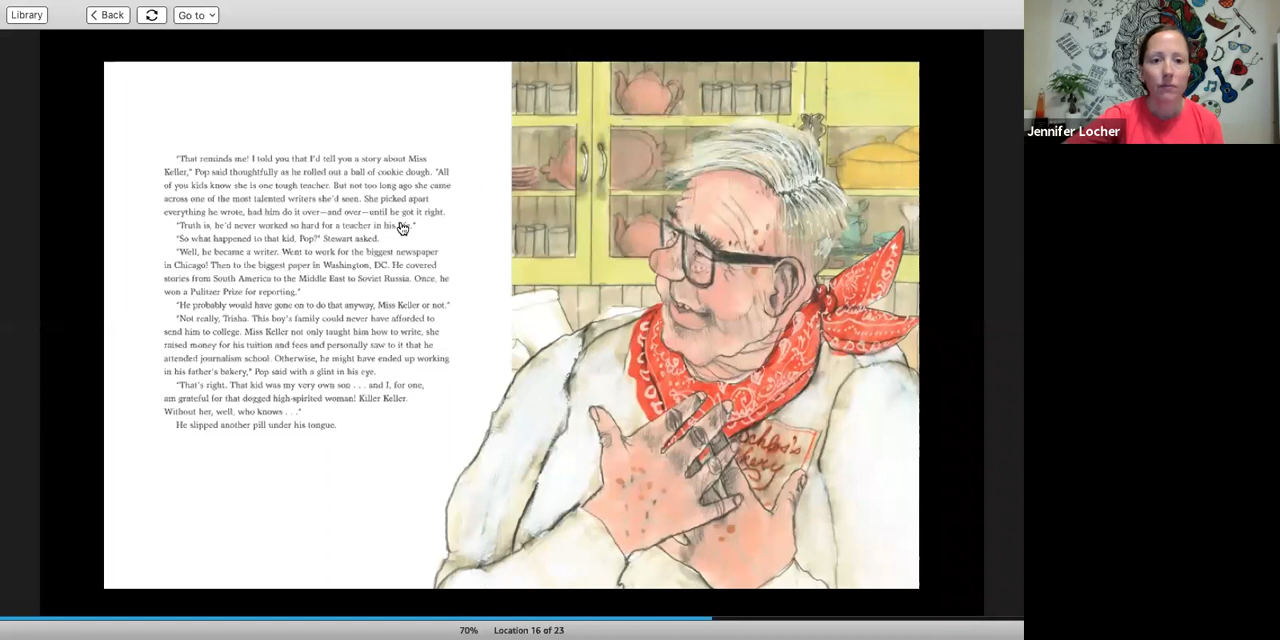 Library
Back
Go to
Jennifer Locher
"That reminds me! I told you that I'd tell you a story about Miss
Keller," Pop said thoughtfully as he rolled out a ball of cookie dough. "All
of you kids know she is one tough teacher. But not too long ago she came
across one of the most talented writers she'd seen. She picked apart
everything he wrote, had him do it over—and over—until he got it right.
"Truth is, he'd never worked so hard for a teacher in his
"So what happened to that kid, Pop?" Stewart asked.
"Well, he became a writer. Went to work for the biggest newspaper
in Chicago! Then to the biggest paper in Washington, DC. He covered
stories from South America to the Middle East to Soviet Russia. Once, he
won a Pulitzer Prize for reporting."
"He probably would have gone on to do that anyway, Miss Keller or not."
"Not really, Trisha. This boy's family could never have afforded to
send him to college. Miss Keller not only taught him how to write, she
raised money for his tuition and fees and personally saw to it that he
attended journalism school. Otherwise, he might have ended up working
in his father's bakery," Pop said with a glint in his eye.
"That's right. That kid was my very own son . . . and I, for one,
am grateful for that dogged high-spirited woman! Killer Keller.
Without her, well, who knows . . ."
He slipped another pill under his tongue.
70% Location 16 of 23